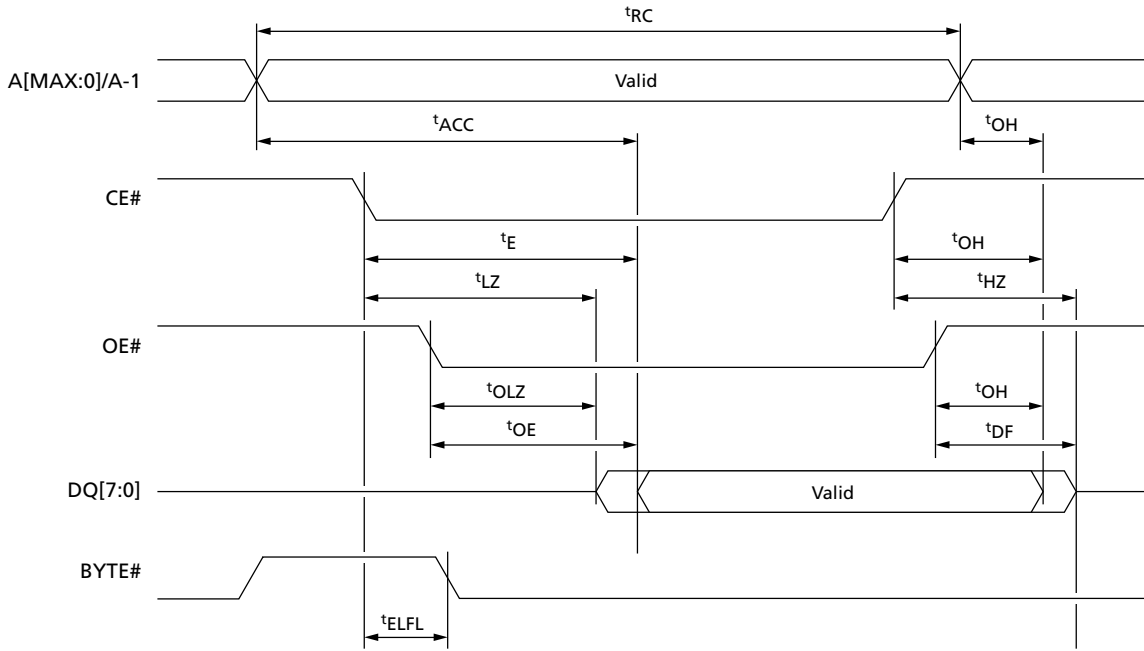 tRC
A[MAX:0]/A-1 Valid
tACC tOH
CE#
tE tOH
tLZ tHZ
OE#
tOLZ tOH
tOE tDF
DQ[7:0] Valid
BYTE#
tELFL